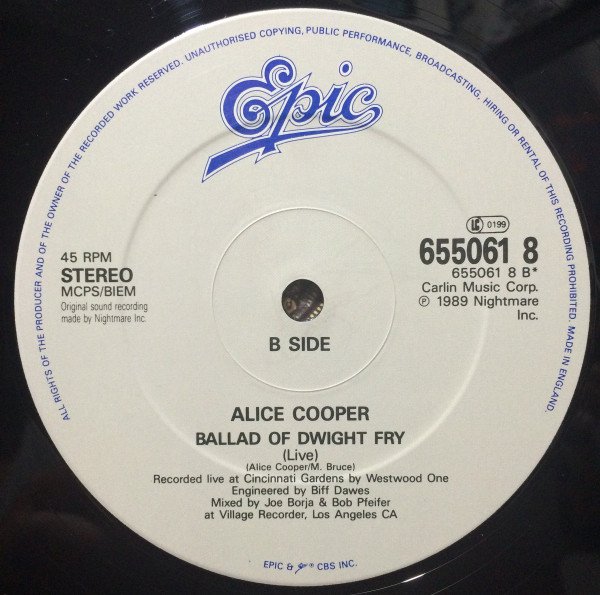 ALL RIGHTS OF THE PRODUCER AND OF THE OWNER OF THE RECORDED WORK RESERVED. UNAUTHORISED COPYING, PUBLIC PERFORMANCE, BROADCASTING, HIRING OR RENTAL OF THIS RECORDING PROHIBITED. MADE IN ENGLAND.
Epic
45 RPM
STEREO
MCPS/BIEM
Original sound recording
made by Nightmare Inc.
LC 0199
655061 8
655061 8 B*
Carlin Music Corp.
℗ 1989 Nightmare
Inc.
B SIDE
ALICE COOPER
BALLAD OF DWIGHT FRY
(Live)
(Alice Cooper/M. Bruce)
Recorded live at Cincinnati Gardens by Westwood One
Engineered by Biff Dawes
Mixed by Joe Borja & Bob Pfeifer
at Village Recorder, Los Angeles CA
EPIC & Epic ® CBS INC.